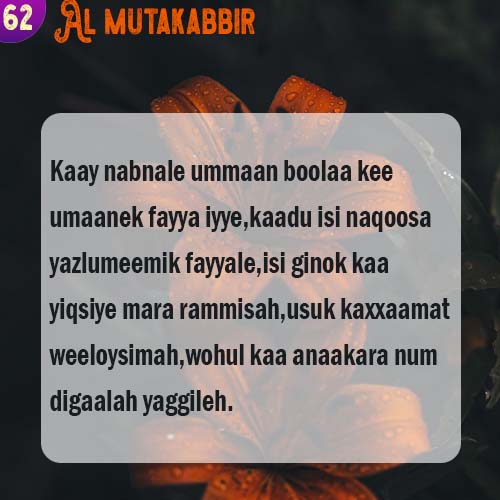 62 AL MUTAKABBIR
Kaay nabnale ummaan boolaa kee
umaanek fayya iyye,kaadu isi naqoosa
yazlumeemik fayyale,isi ginok kaa
yiqsiye mara rammisah,usuk kaxxaamat
weeloysimah,wohul kaa anaakara num
digaalah yaggileh.